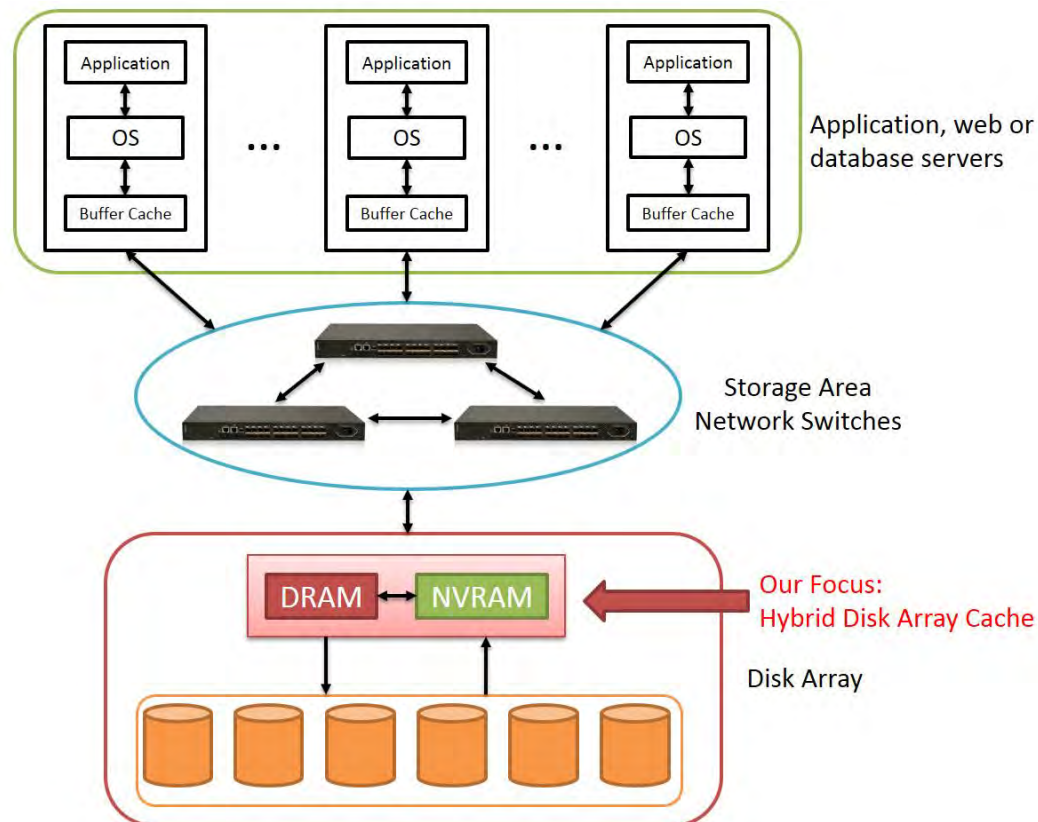 Application
Application
Application
OS
...
OS
...
OS
Buffer Cache
Buffer Cache
Buffer Cache
Application, web or
database servers
Storage Area
Network Switches
DRAM
NVRAM
Our Focus:
Hybrid Disk Array Cache
Disk Array